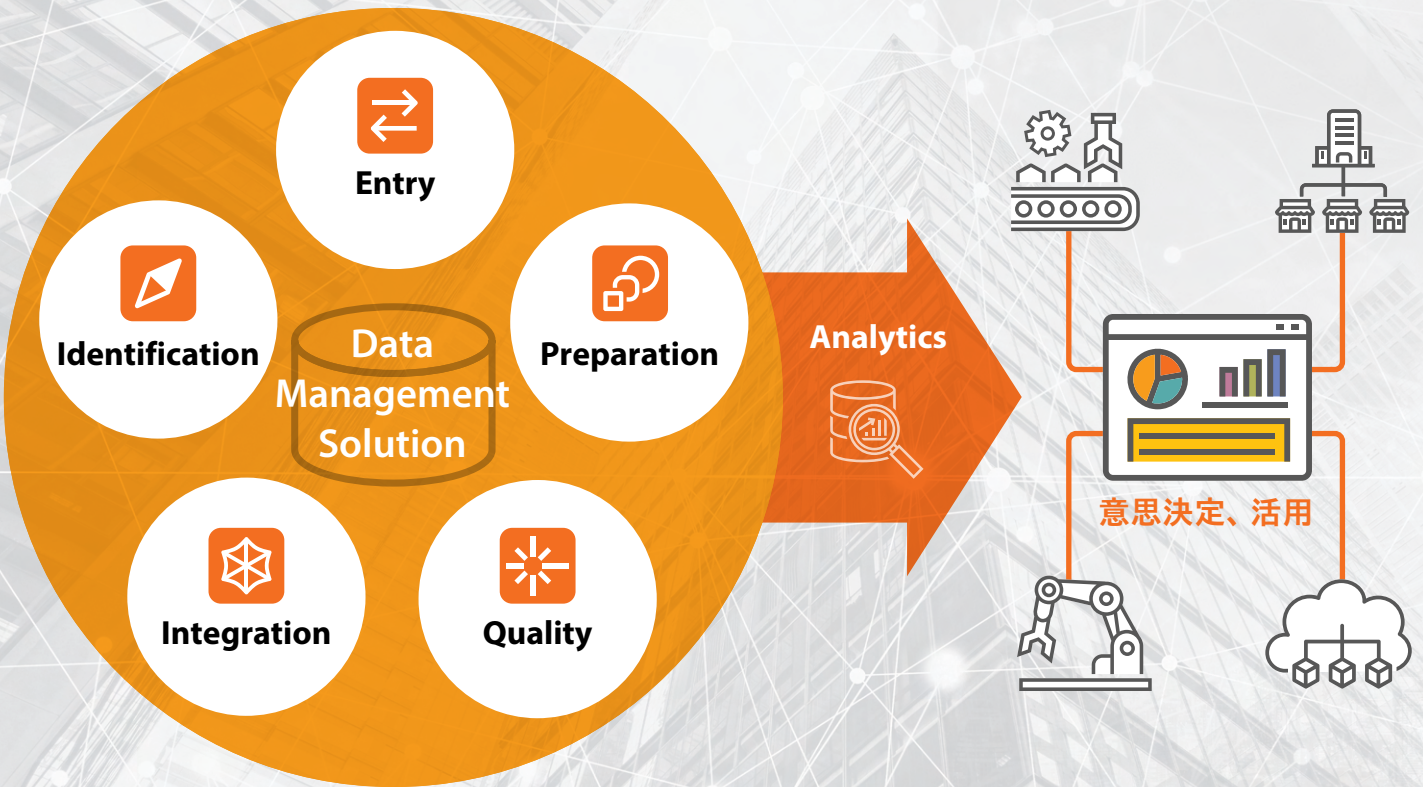 Entry
Identification
Preparation
Data
Management
Solution
Integration
Quality
Analytics
意思決定、活用